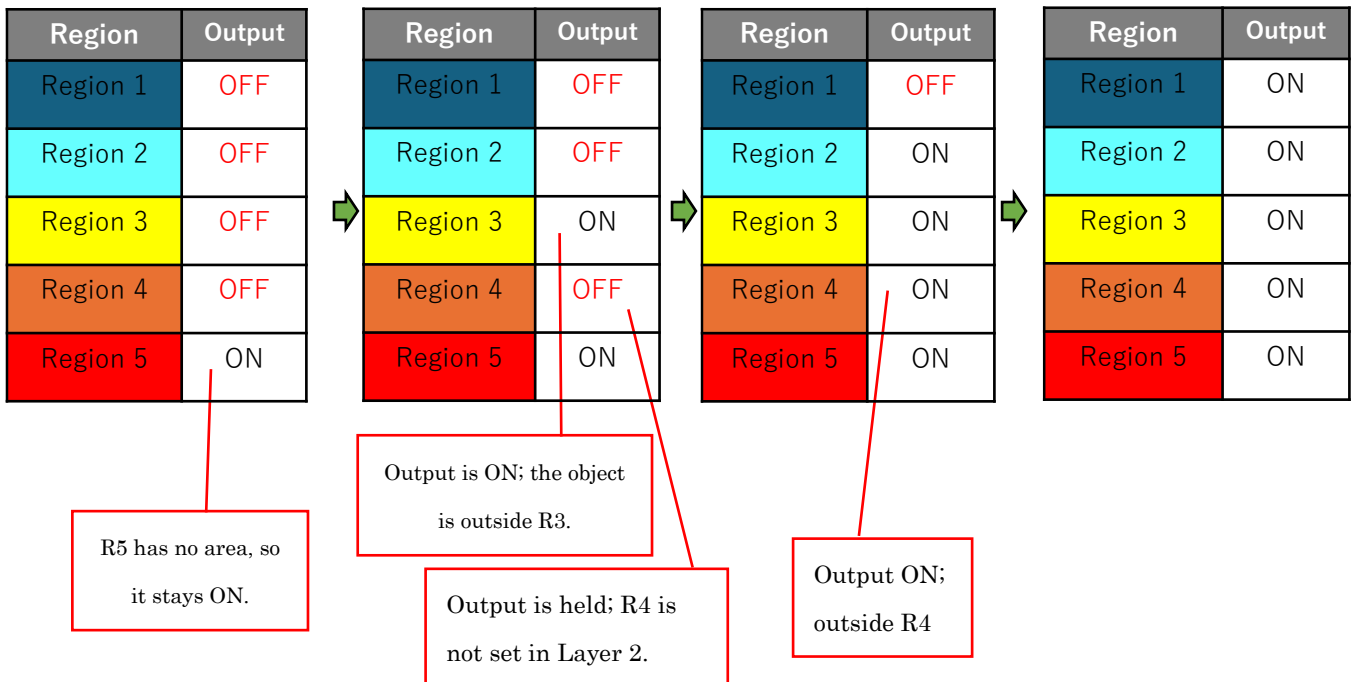 Region Output
Region 1 OFF
Region 2 OFF
Region 3 OFF
Region 4 OFF
Region 5 ON
Region Output
Region 1 OFF
Region 2 OFF
Region 3 ON
Region 4 OFF
Region 5 ON
Region Output
Region 1 OFF
Region 2 ON
Region 3 ON
Region 4 ON
Region 5 ON
Region Output
Region 1 ON
Region 2 ON
Region 3 ON
Region 4 ON
Region 5 ON
R5 has no area, so
it stays ON.
Output is ON; the object
is outside R3.
Output is held; R4 is
not set in Layer 2.
Output ON;
outside R4